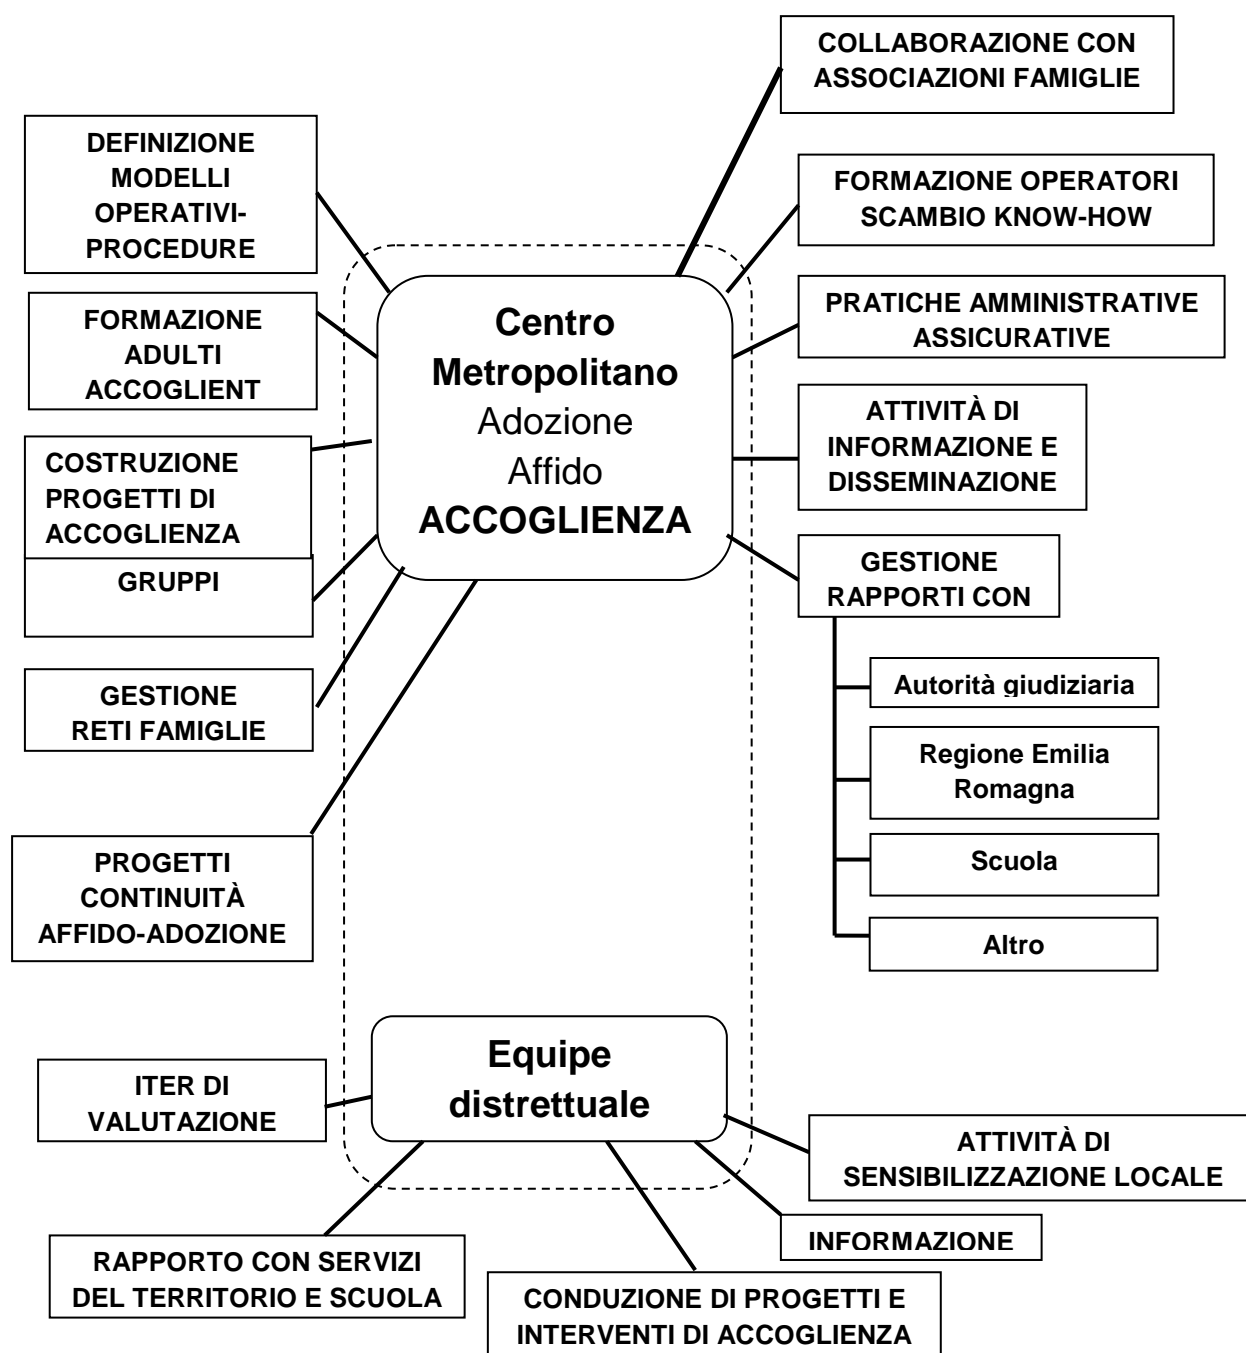 COLLABORAZIONE CON
ASSOCIAZIONI FAMIGLIE
DEFINIZIONE
MODELLI
OPERATIVI-
PROCEDURE
FORMAZIONE OPERATORI
SCAMBIO KNOW-HOW
FORMAZIONE
ADULTI
ACCOGLIENT
Centro
Metropolitano
Adozione
Affido
ACCOGLIENZA
PRATICHE AMMINISTRATIVE
ASSICURATIVE
ATTIVITÀ DI
INFORMAZIONE E
DISSEMINAZIONE
COSTRUZIONE
PROGETTI DI
ACCOGLIENZA
GRUPPI
GESTIONE
RAPPORTI CON
Autorità giudiziaria
Regione Emilia
Romagna
Scuola
Altro
GESTIONE
RETI FAMIGLIE
PROGETTI
CONTINUITÀ
AFFIDO-ADOZIONE
Equipe
distrettuale
ITER DI
VALUTAZIONE
ATTIVITÀ DI
SENSIBILIZZAZIONE LOCALE
INFORMAZIONE
RAPPORTO CON SERVIZI
DEL TERRITORIO E SCUOLA
CONDUZIONE DI PROGETTI E
INTERVENTI DI ACCOGLIENZA